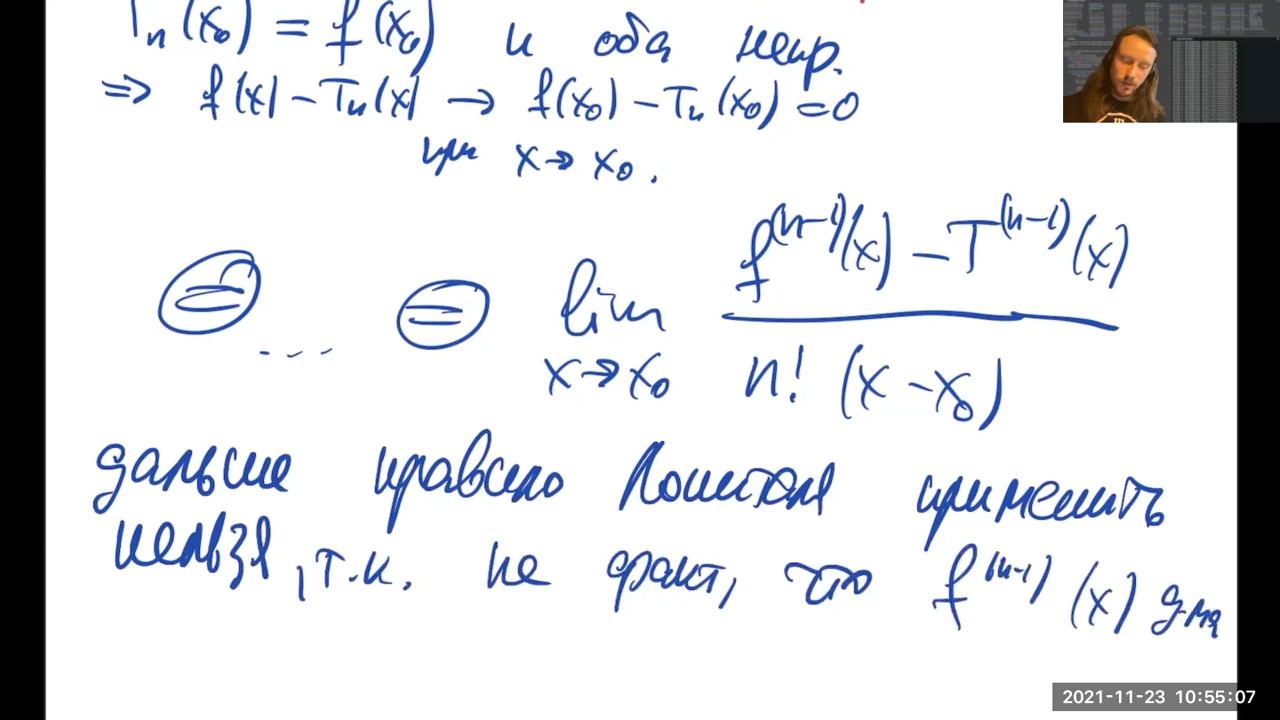 Tn(x₀) = f(x₀) и оба непр.
⇒ f(x) − Tn(x) → f(x₀) − Tn(x₀) = 0
при x → x₀.
= ... = lim x→x₀ (f^(n-1)(x) − T^(n-1)(x)) / (n! (x − x₀))
дальше правило Лопиталя применить
нельзя, т.к. не факт, что f^(n-1)(x) для
2021-11-23 10:55:07